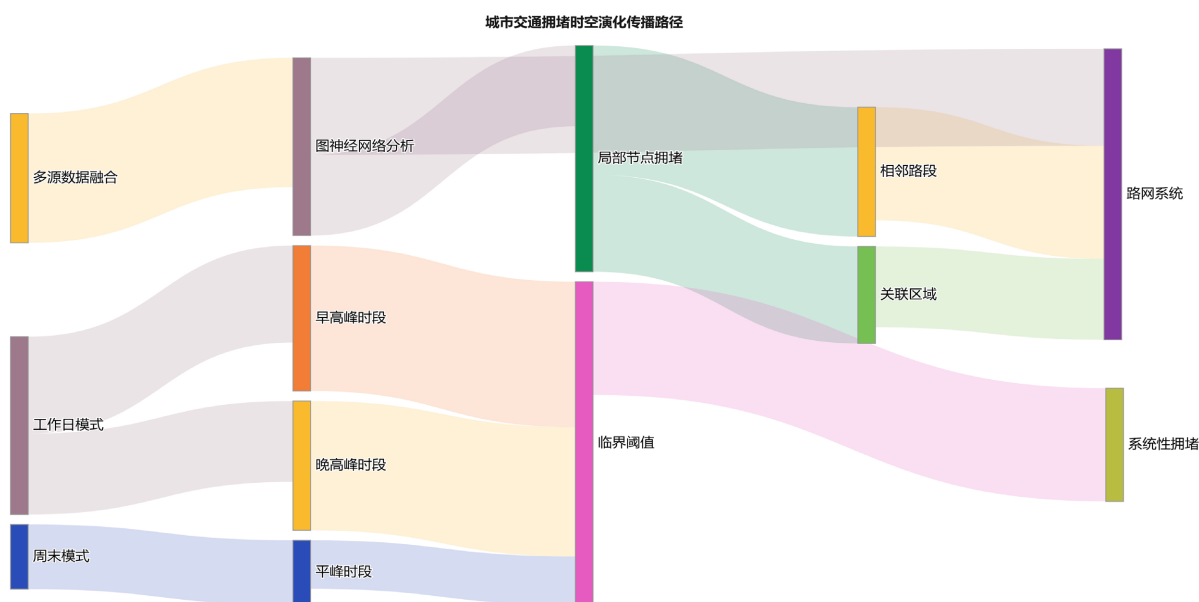 城市交通拥堵时空演化传播路径
多源数据融合
工作日模式
周末模式
图神经网络分析
早高峰时段
晚高峰时段
平峰时段
局部节点拥堵
临界阈值
相邻路段
关联区域
路网系统
系统性拥堵